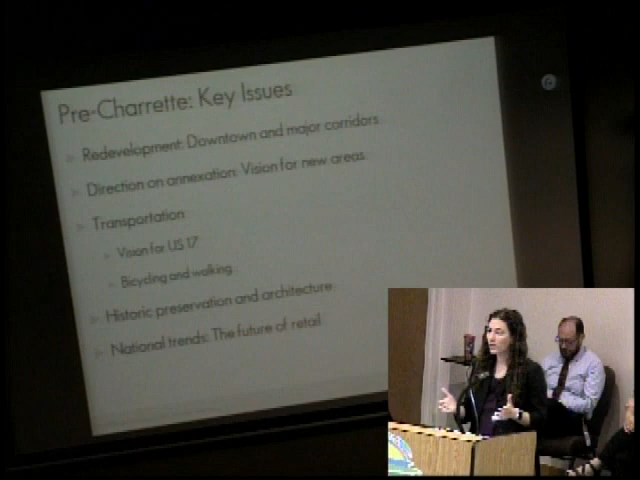 Pre-Charrette: Key Issues
Redevelopment: Downtown and major corridors
Direction on annexation: Vision for new areas
Transportation
Vision for US 17
Bicycling and walking
Historic preservation and architecture
National trends: The future of retail